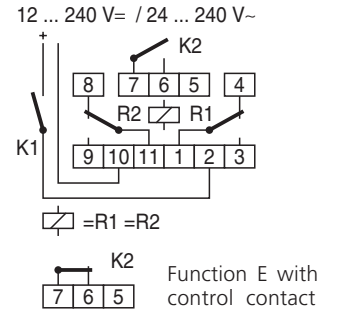 12 ... 240 V= / 24 ... 240 V~
+
K2
8 7 6 5 4
R2 R1
K1
9 10 11 1 2 3
=R1 =R2
K2
7 6 5
Function E with
control contact